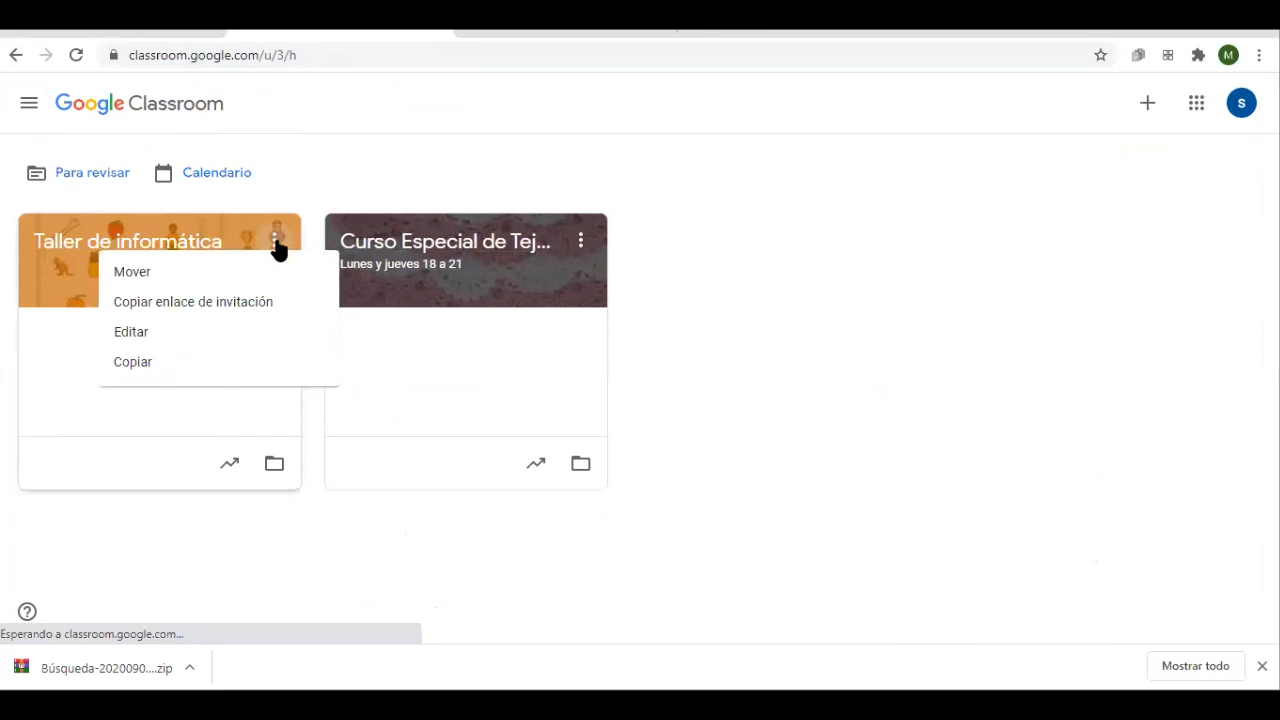 classroom.google.com/u/3/h
M
Google Classroom
s
Para revisar
Calendario
Taller de informática
Curso Especial de Tej...
Lunes y jueves 18 a 21
Mover
Copiar enlace de invitación
Editar
Copiar
Esperando a classroom.google.com...
Búsqueda-2020090....zip
Mostrar todo